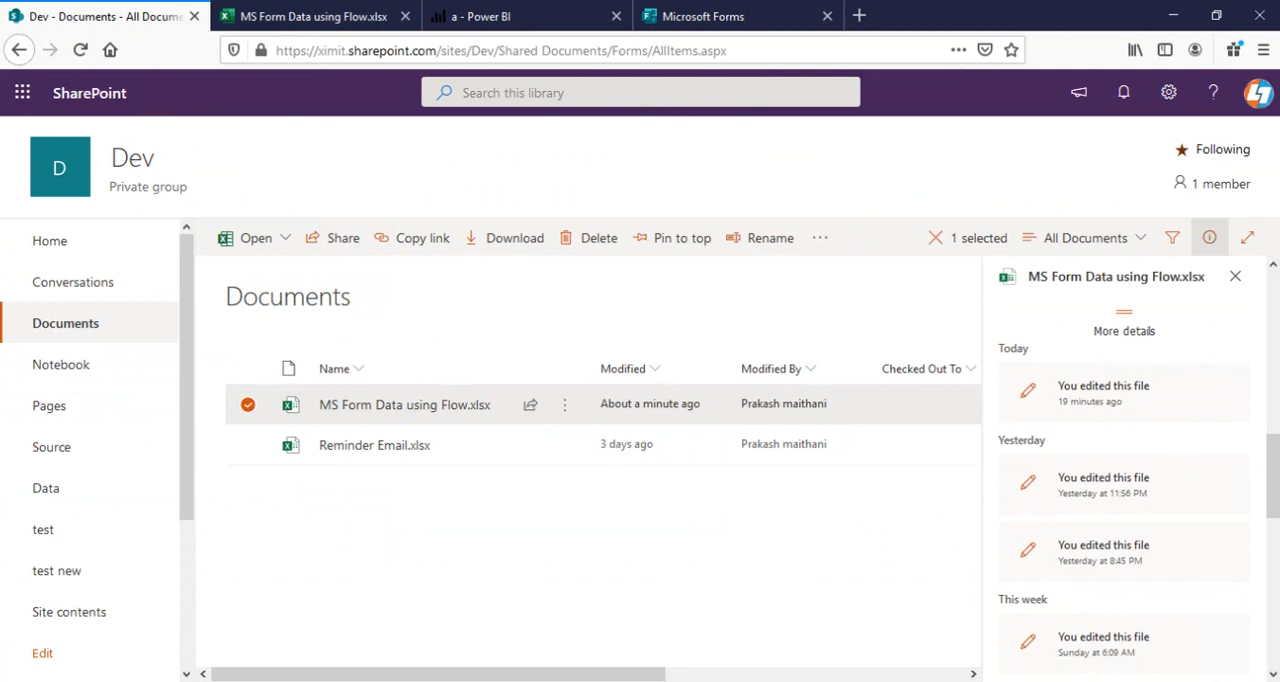 Dev - Documents - All Docume
MS Form Data using Flow.xlsx
a - Power BI
Microsoft Forms
https://ximit.sharepoint.com/sites/Dev/Shared Documents/Forms/AllItems.aspx
SharePoint
Search this library
D
Dev
Private group
Following
1 member
Home
Conversations
Documents
Notebook
Pages
Source
Data
test
test new
Site contents
Edit
Open
Share
Copy link
Download
Delete
Pin to top
Rename
1 selected
All Documents
Documents
Name
Modified
Modified By
Checked Out To
MS Form Data using Flow.xlsx
About a minute ago
Prakash maithani
Reminder Email.xlsx
3 days ago
Prakash maithani
MS Form Data using Flow.xlsx
More details
Today
You edited this file
19 minutes ago
Yesterday
You edited this file
Yesterday at 11:56 PM
You edited this file
Yesterday at 8:45 PM
This week
You edited this file
Sunday at 6:09 AM